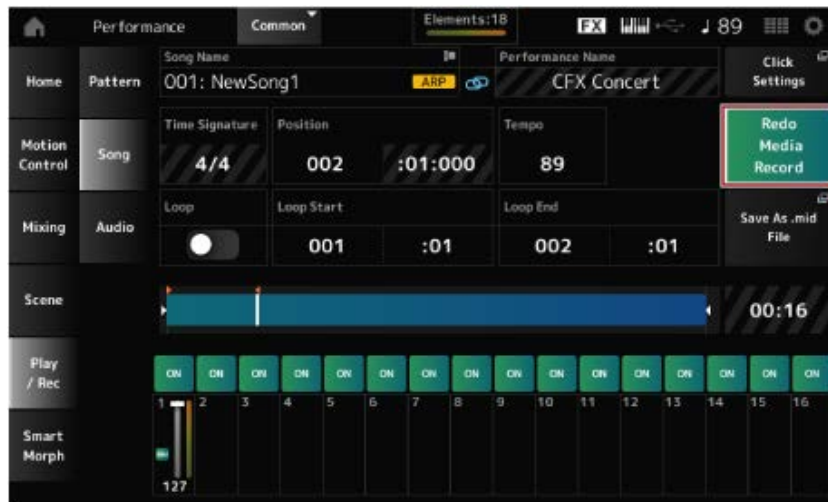 Performance Common Elements:18 FX 89
Home Pattern Song Name Performance Name Click Settings
001: NewSong1 ARP CFX Concert
Motion Control Song Time Signature Position Tempo Redo Media Record
4/4 002 :01:000 89
Mixing Audio Loop Loop Start Loop End Save As .mid File
001 :01 002 :01
Scene 00:16
Play / Rec ON ON ON ON ON ON ON ON ON ON ON ON ON ON ON ON
1 2 3 4 5 6 7 8 9 10 11 12 13 14 15 16
Smart Morph
127